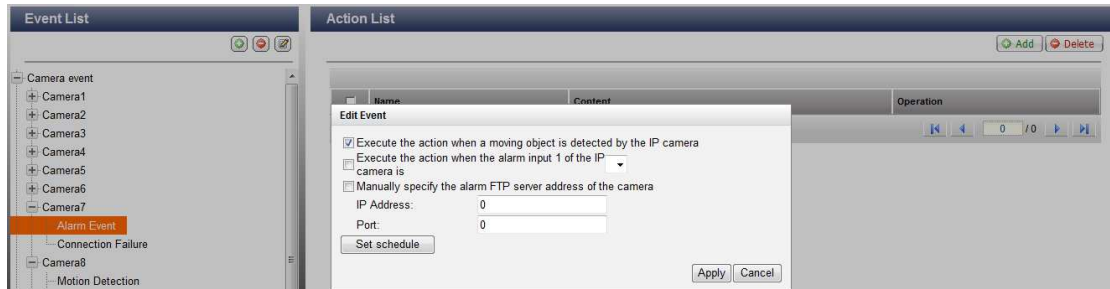 Event List
Action List
Add
Delete
Camera event
Camera1
Camera2
Camera3
Camera4
Camera5
Camera6
Camera7
Alarm Event
Connection Failure
Camera8
Motion Detection
Name Content Operation
0 /0
Edit Event
Execute the action when a moving object is detected by the IP camera
Execute the action when the alarm input 1 of the IP
camera is
Manually specify the alarm FTP server address of the camera
IP Address: 0
Port: 0
Set schedule
Apply Cancel